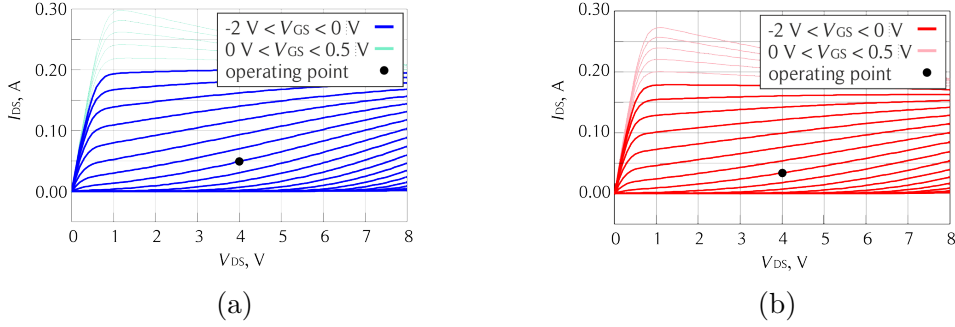 0.30
0.20
0.10
0.00
IDS, A
-2 V < VGS < 0 V
0 V < VGS < 0.5 V
operating point
0 1 2 3 4 5 6 7 8
VDS, V
(a)
0.30
0.20
0.10
0.00
IDS, A
-2 V < VGS < 0 V
0 V < VGS < 0.5 V
operating point
0 1 2 3 4 5 6 7 8
VDS, V
(b)